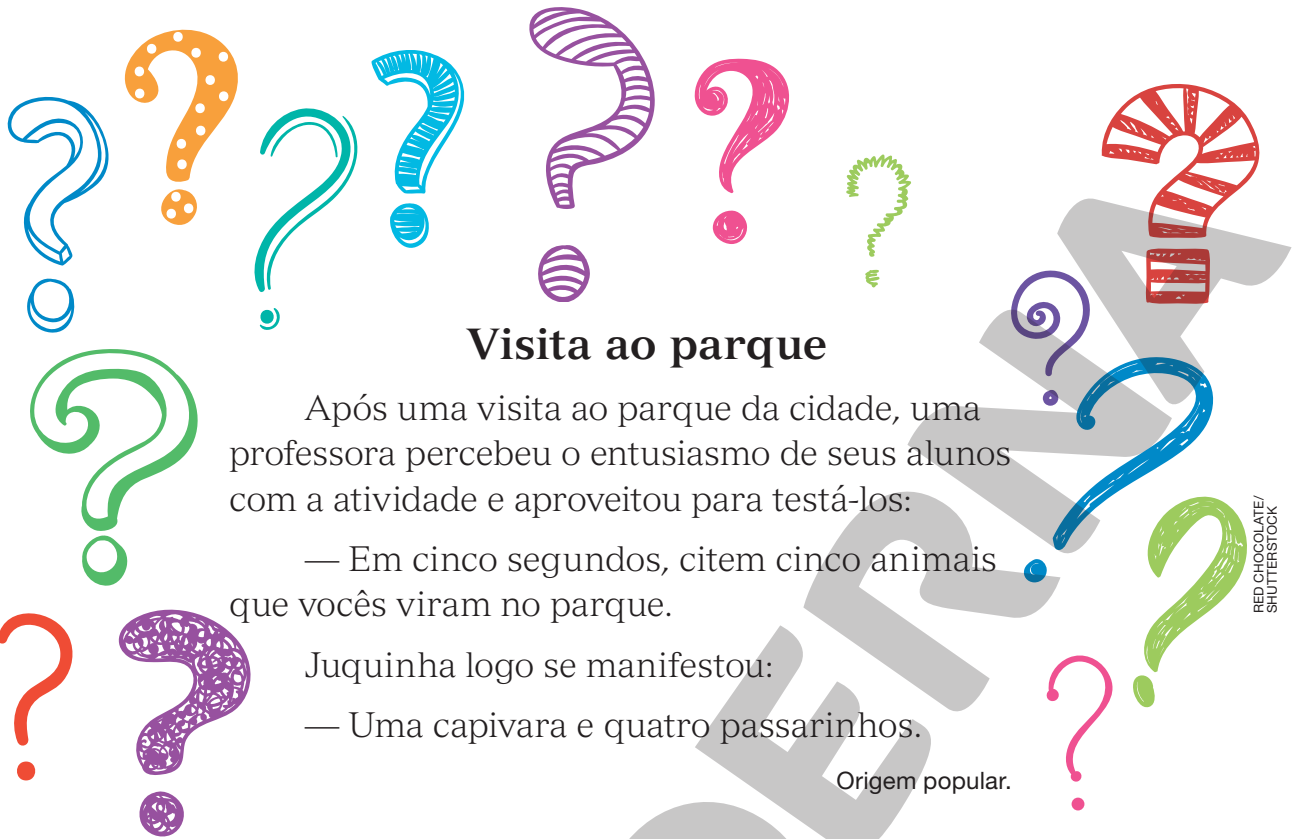 Visita ao parque
Após uma visita ao parque da cidade, uma
professora percebeu o entusiasmo de seus alunos
com a atividade e aproveitou para testá-los:
— Em cinco segundos, citem cinco animais
que vocês viram no parque.
Juquinha logo se manifestou:
— Uma capivara e quatro passarinhos.
Origem popular.
RED CHOCOLATE/
SHUTTERSTOCK